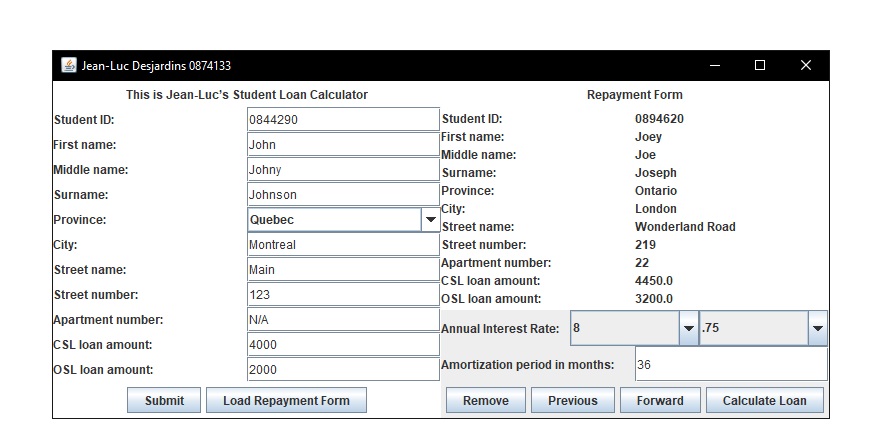 Jean-Luc Desjardins 0874133
This is Jean-Luc's Student Loan Calculator
Student ID: 0844290
First name: John
Middle name: Johny
Surname: Johnson
Province: Quebec
City: Montreal
Street name: Main
Street number: 123
Apartment number: N/A
CSL loan amount: 4000
OSL loan amount: 2000
Submit Load Repayment Form
Repayment Form
Student ID: 0894620
First name: Joey
Middle name: Joe
Surname: Joseph
Province: Ontario
City: London
Street name: Wonderland Road
Street number: 219
Apartment number: 22
CSL loan amount: 4450.0
OSL loan amount: 3200.0
Annual Interest Rate: 8 .75
Amortization period in months: 36
Remove Previous Forward Calculate Loan